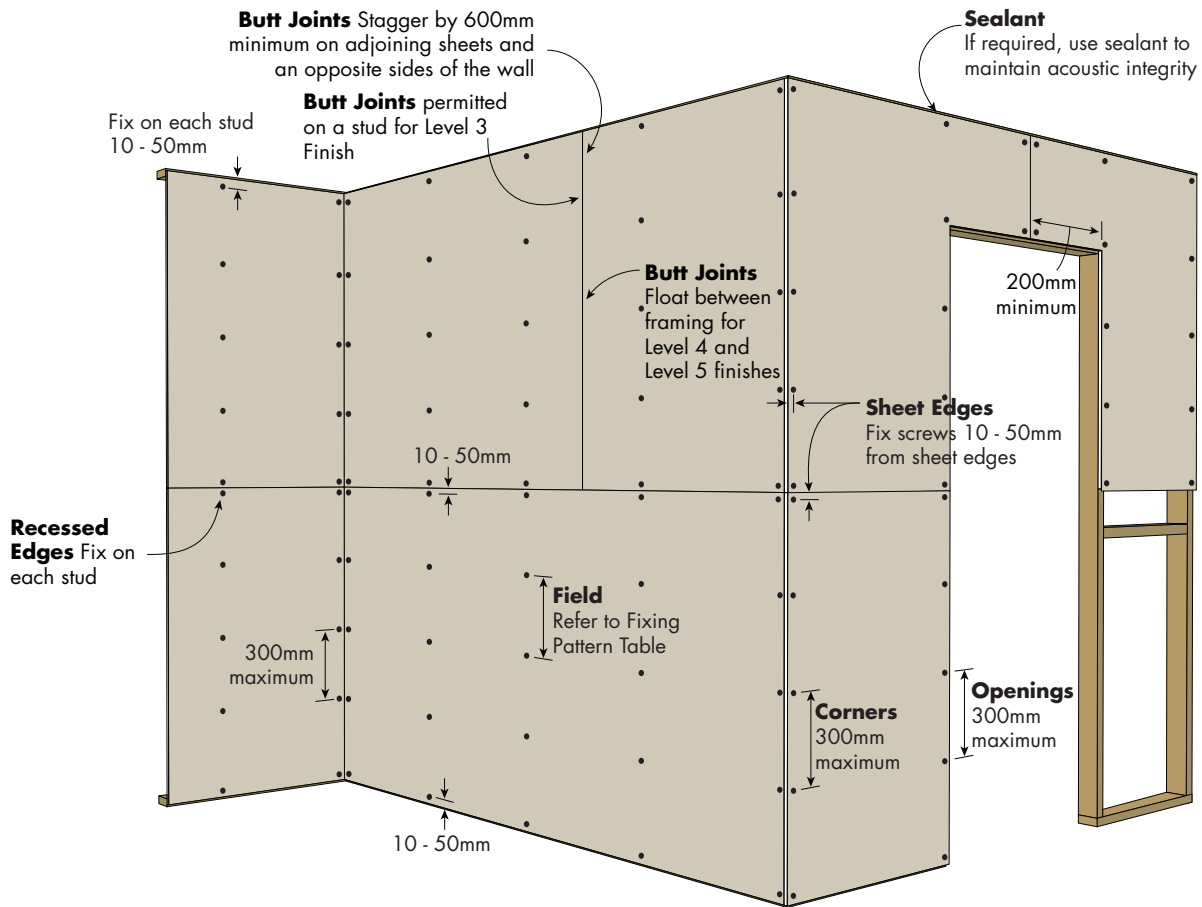 Butt Joints Stagger by 600mm
minimum on adjoining sheets and
an opposite sides of the wall
Sealant
If required, use sealant to
maintain acoustic integrity
Butt Joints permitted
on a stud for Level 3
Finish
Fix on each stud
10 - 50mm
Butt Joints
Float between
framing for
Level 4 and
Level 5 finishes
200mm
minimum
Sheet Edges
Fix screws 10 - 50mm
from sheet edges
10 - 50mm
Recessed
Edges Fix on
each stud
Field
Refer to Fixing
Pattern Table
300mm
maximum
Corners
300mm
maximum
Openings
300mm
maximum
10 - 50mm